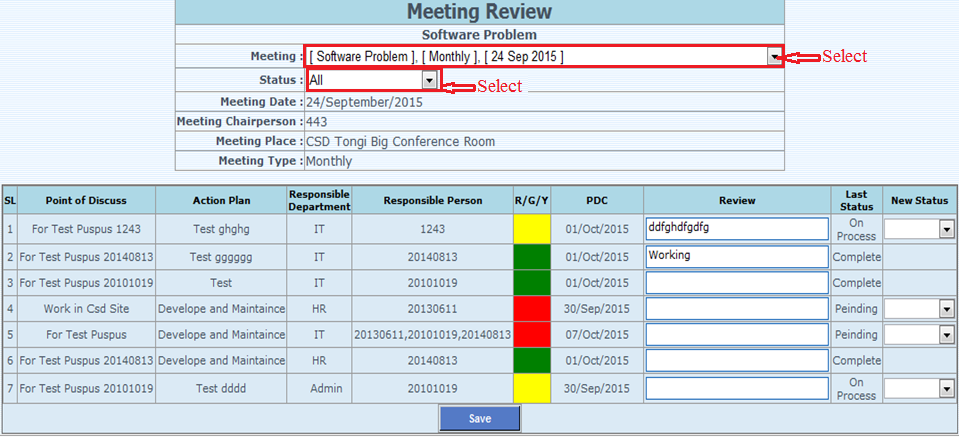 Meeting Review
Software Problem
Meeting : [ Software Problem ], [ Monthly ], [ 24 Sep 2015 ] Select
Status : All Select
Meeting Date : 24/September/2015
Meeting Chairperson : 443
Meeting Place : CSD Tongi Big Conference Room
Meeting Type : Monthly
SL Point of Discuss Action Plan Responsible Department Responsible Person R/G/Y PDC Review Last Status New Status
1 For Test Puspus 1243 Test ghghg IT 1243 01/Oct/2015 ddfghdfgdfg On Process
2 For Test Puspus 20140813 Test gggggg IT 20140813 01/Oct/2015 Working Complete
3 For Test Puspus 20101019 Test IT 20101019 01/Oct/2015 Complete
4 Work in Csd Site Develope and Maintaince HR 20130611 30/Sep/2015 Peinding
5 For Test Puspus Develope and Maintaince IT 20130611,20101019,20140813 07/Oct/2015 Peinding
6 For Test Puspus 20140813 Develope and Maintaince HR 20140813 01/Oct/2015 Complete
7 For Test Puspus 20101019 Test dddd Admin 20101019 30/Sep/2015 On Process
Save